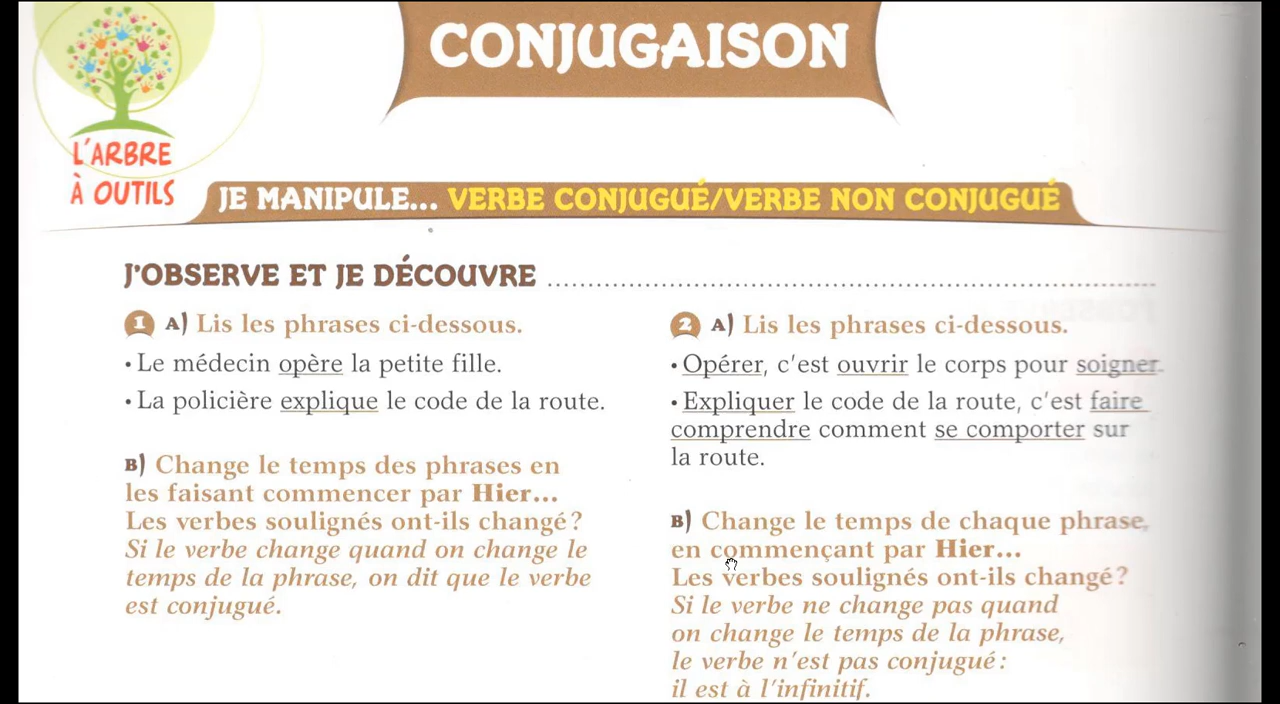 CONJUGAISON
L'ARBRE
À OUTILS
JE MANIPULE... VERBE CONJUGUÉ/VERBE NON CONJUGUÉ
J'OBSERVE ET JE DÉCOUVRE
1 A) Lis les phrases ci-dessous.
• Le médecin opère la petite fille.
• La policière explique le code de la route.
B) Change le temps des phrases en
les faisant commencer par Hier...
Les verbes soulignés ont-ils changé ?
Si le verbe change quand on change le
temps de la phrase, on dit que le verbe
est conjugué.
2 A) Lis les phrases ci-dessous.
• Opérer, c'est ouvrir le corps pour soigner.
• Expliquer le code de la route, c'est faire
comprendre comment se comporter sur
la route.
B) Change le temps de chaque phrase,
en commençant par Hier...
Les verbes soulignés ont-ils changé ?
Si le verbe ne change pas quand
on change le temps de la phrase,
le verbe n'est pas conjugué :
il est à l'infinitif.